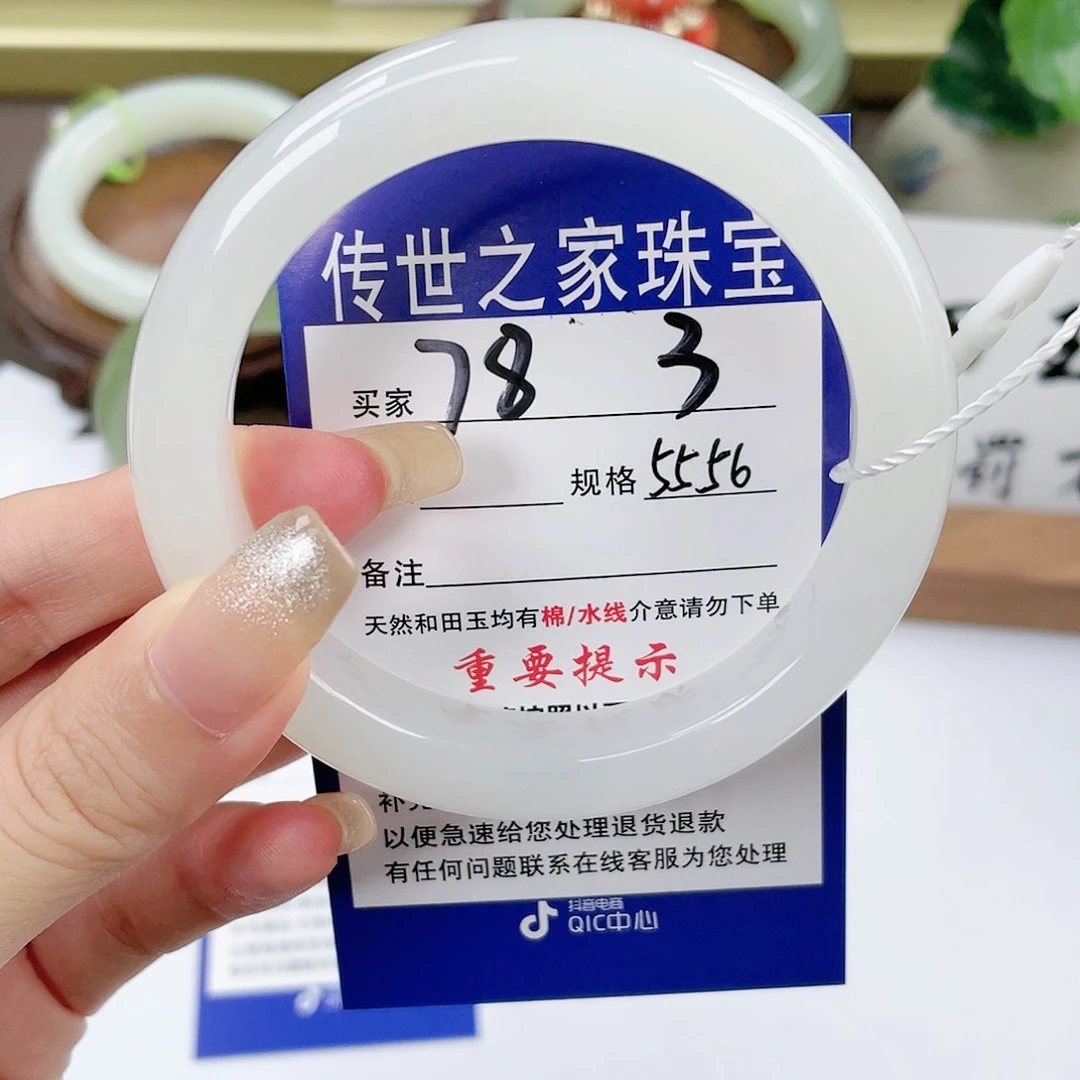 传世之家珠宝
买家 78 3
规格 5556
备注
天然和田玉均有棉/水线介意请勿下单
重要提示
补
以便急速给您处理退货退款
有任何问题联系在线客服为您处理
抖音电商
QIC中心